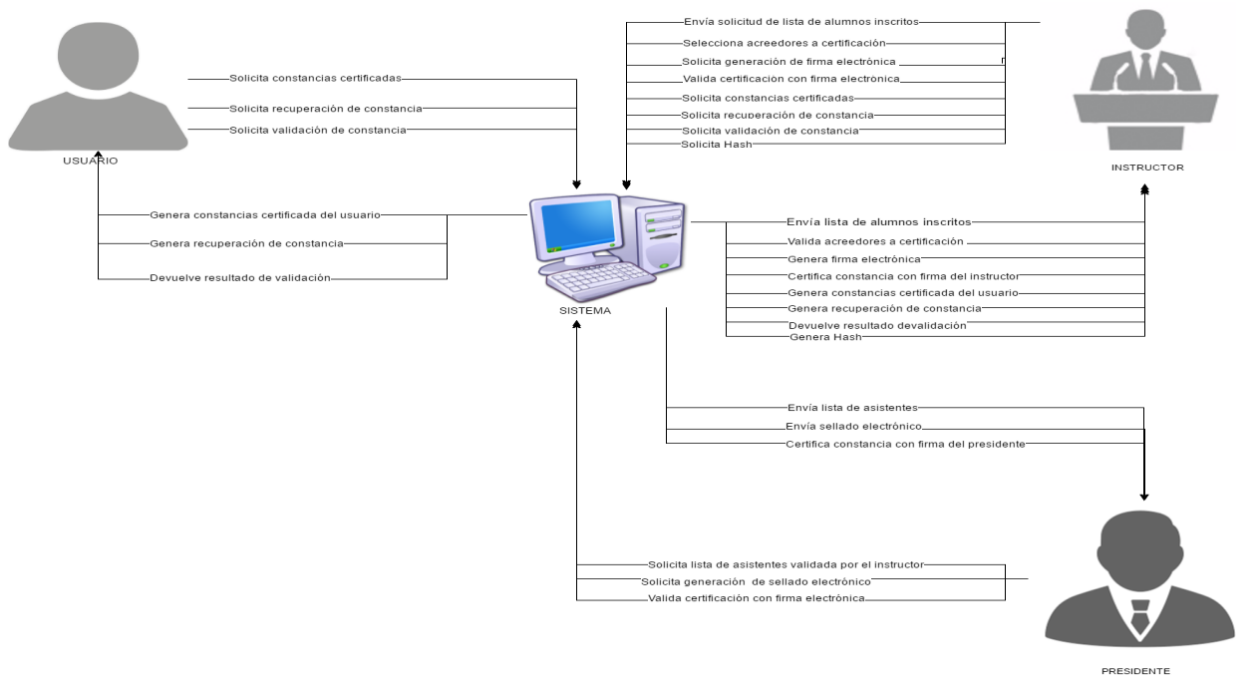 Envía solicitud de lista de alumnos inscritos
Selecciona acreedores a certificación
Solicita generación de firma electrónica
Valida certificación con firma electrónica
Solicita constancias certificadas
Solicita recuperación de constancia
Solicita validación de constancia
Solicita Hash
Solicita constancias certificadas
Solicita recuperación de constancia
Solicita validación de constancia
USUARIO
INSTRUCTOR
Genera constancias certificada del usuario
Genera recuperación de constancia
Devuelve resultado de validación
SISTEMA
Envía lista de alumnos inscritos
Valida acreedores a certificación
Genera firma electrónica
Certifica constancia con firma del instructor
Genera constancias certificada del usuario
Genera recuperación de constancia
Devuelve resultado devalidación
Genera Hash
Envía lista de asistentes
Envía sellado electrónico
Certifica constancia con firma del presidente
Solicita lista de asistentes validada por el instructor
Solicita generación de sellado electrónico
Valida certificación con firma electrónica
PRESIDENTE